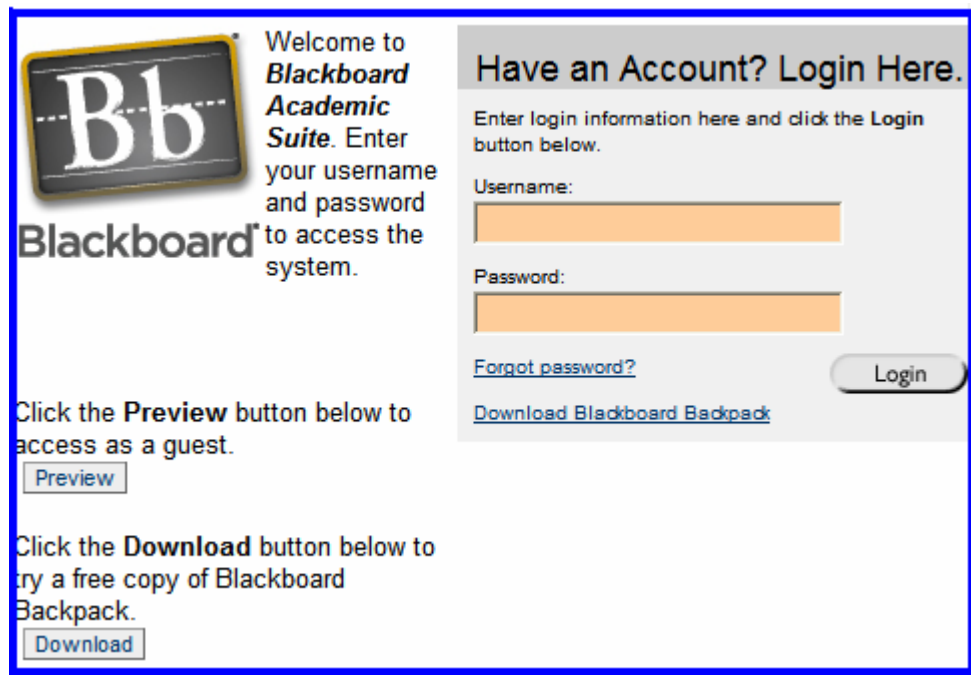 Bb
Blackboard
Welcome to
Blackboard
Academic
Suite. Enter
your username
and password
to access the
system.
Click the Preview button below to
access as a guest.
Preview
Click the Download button below to
try a free copy of Blackboard
Backpack.
Download
Have an Account? Login Here.
Enter login information here and click the Login
button below.
Username:
Password:
Forgot password?
Login
Download Blackboard Backpack